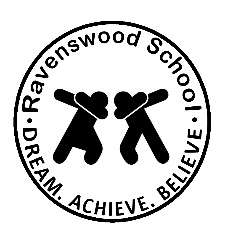 Ravenswood School
DREAM. ACHIEVE. BELIEVE